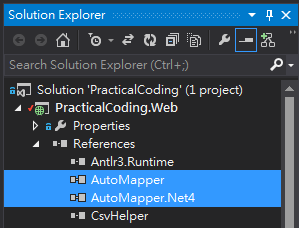 Solution Explorer
Search Solution Explorer (Ctrl+;)
Solution 'PracticalCoding' (1 project)
PracticalCoding.Web
Properties
References
Antlr3.Runtime
AutoMapper
AutoMapper.Net4
CsvHelper